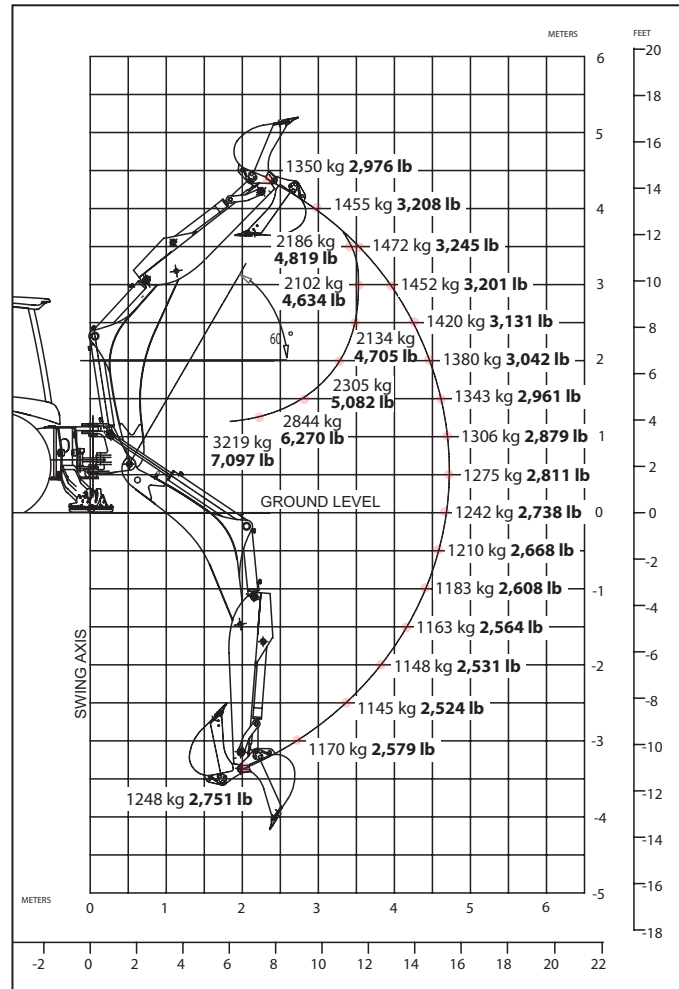 METERS
FEET
6
20
18
5
16
1350 kg 2,976 lb
14
1455 kg 3,208 lb
4
12
2186 kg
4,819 lb
1472 kg 3,245 lb
2102 kg
4,634 lb
1452 kg 3,201 lb
3
10
1420 kg 3,131 lb
8
60°
2134 kg
4,705 lb
1380 kg 3,042 lb
2
6
2305 kg
5,082 lb
1343 kg 2,961 lb
4
2844 kg
6,270 lb
1306 kg 2,879 lb
1
3219 kg
7,097 lb
1275 kg 2,811 lb
2
GROUND LEVEL
1242 kg 2,738 lb
0
0
1210 kg 2,668 lb
-2
1183 kg 2,608 lb
-1
-4
1163 kg 2,564 lb
SWING AXIS
-6
1148 kg 2,531 lb
-2
-8
1145 kg 2,524 lb
1170 kg 2,579 lb
-3
-10
1248 kg 2,751 lb
-12
-4
-14
-16
METERS
-5
0 1 2 3 4 5 6
-18
-2 0 2 4 6 8 10 12 14 16 18 20 22